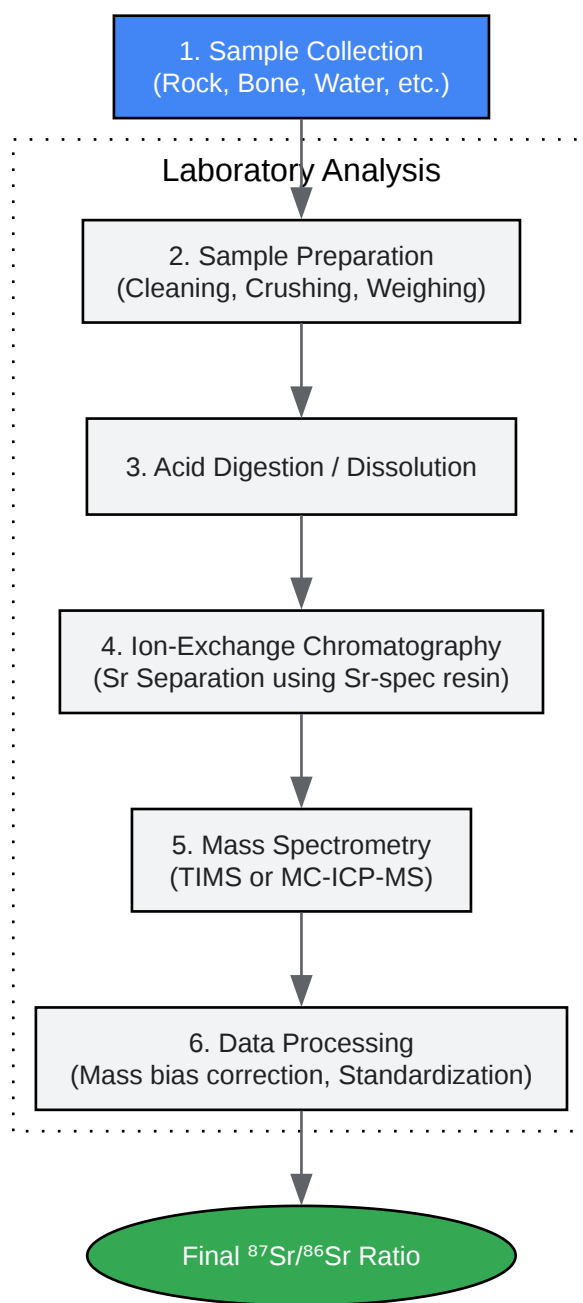 1. Sample Collection
(Rock, Bone, Water, etc.)
Laboratory Analysis
2. Sample Preparation
(Cleaning, Crushing, Weighing)
3. Acid Digestion / Dissolution
4. Ion-Exchange Chromatography
(Sr Separation using Sr-spec resin)
5. Mass Spectrometry
(TIMS or MC-ICP-MS)
6. Data Processing
(Mass bias correction, Standardization)
Final ⁸⁷Sr/⁸⁶Sr Ratio